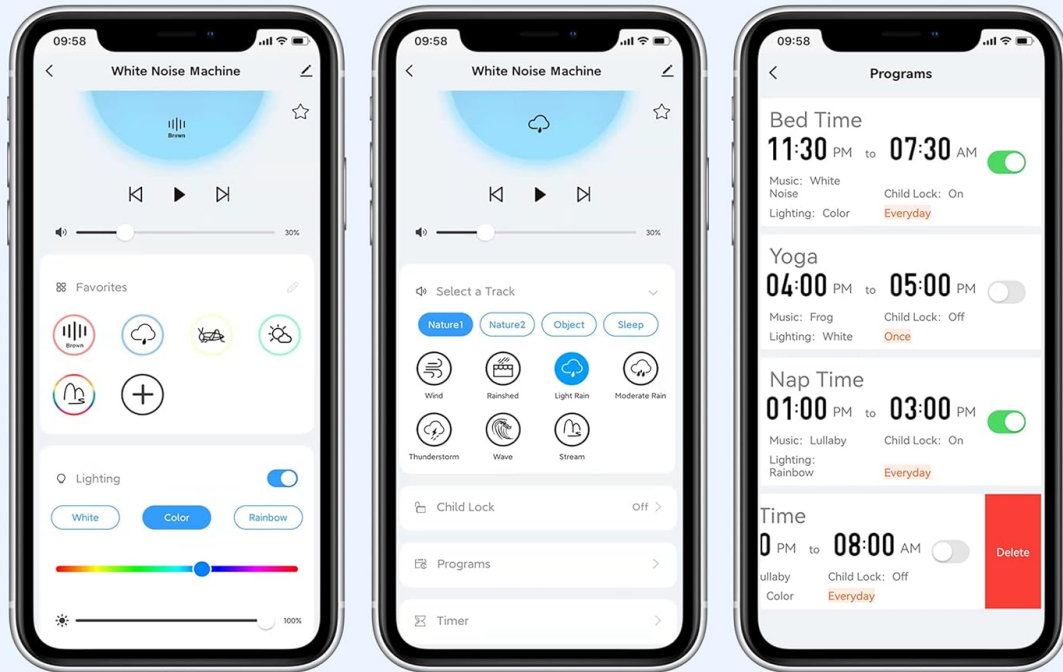 09:58
White Noise Machine
Brown
30%
Favorites
Brown
Lighting
White Color Rainbow
100%
09:58
White Noise Machine
30%
Select a Track
Nature1 Nature2 Object Sleep
Wind Rainshed Light Rain Moderate Rain
Thunderstorm Wave Stream
Child Lock Off
Programs
Timer
09:58
Programs
Bed Time
11:30 PM to 07:30 AM
Music: White
Noise Child Lock: On
Lighting: Color Everyday
Yoga
04:00 PM to 05:00 PM
Music: Frog Child Lock: Off
Lighting: White Once
Nap Time
01:00 PM to 03:00 PM
Music: Lullaby Child Lock: On
Lighting:
Rainbow Everyday
Time
0 PM to 08:00 AM
Delete
ullaby Child Lock: Off
Color Everyday